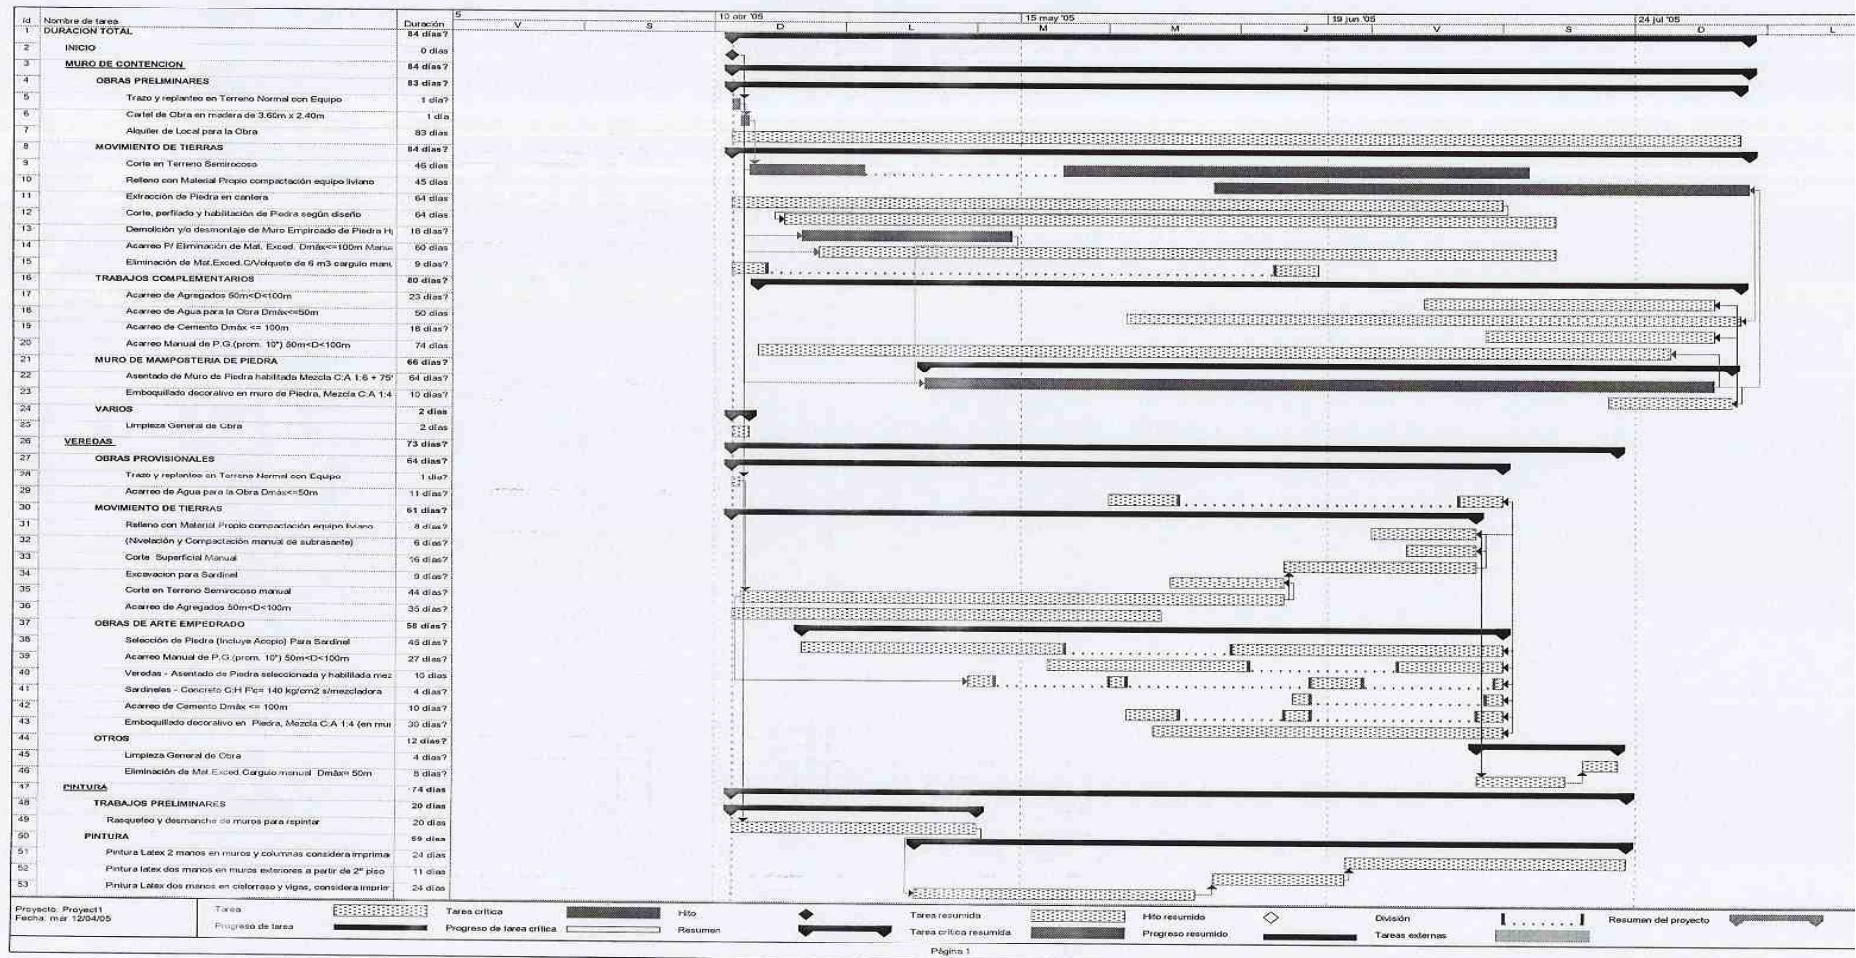 5 10 abr '05 15 may '05 19 jun '05 24 jul '05
Id Nombre de tarea Duración V S D L M M J V S D L
1 DURACION TOTAL 84 días?
2 INICIO 0 días
3 MURO DE CONTENCION 84 días?
4 OBRAS PRELIMINARES 83 días?
5 Trazo y replanteo en Terreno Normal con Equipo 1 día?
6 Cartel de Obra en madera de 3.60m x 2.40m 1 día
7 Alquiler de Local para la Obra 83 días
8 MOVIMIENTO DE TIERRAS 84 días?
9 Corte en Terreno Semirocoso 46 días
10 Relleno con Material Propio compactación equipo liviano 45 días
11 Extracción de Piedra en cantera 64 días
12 Corte, perfilado y habilitación de Piedra según diseño 64 días
13 Demolición y/o desmontaje de Muro Empircado de Piedra H 18 días?
14 Acarreo P/ Eliminación de Mat. Exced. Dmáx<=100m Manu 60 días
15 Eliminación de Mat.Exced.C/Volquete de 6 m3 carguio man 9 días?
16 TRABAJOS COMPLEMENTARIOS 80 días?
17 Acarreo de Agregados 50m<D<100m 23 días?
18 Acarreo de Agua para la Obra Dmáx<=50m 50 días
19 Acarreo de Cemento Dmáx <= 100m 18 días?
20 Acarreo Manual de P.G.(prom. 10") 50m<D<100m 74 días
21 MURO DE MAMPOSTERIA DE PIEDRA 66 días?
22 Asentado de Muro de Piedra habilitada Mezcla C:A 1:6 + 75° 64 días?
23 Emboquillado decorativo en muro de Piedra, Mezcla C:A 1:4 10 días?
24 VARIOS 2 días
25 Limpieza General de Obra 2 días
26 VEREDAS 73 días?
27 OBRAS PROVISIONALES 64 días?
28 Trazo y replanteo en Terreno Normal con Equipo 1 día?
29 Acarreo de Agua para la Obra Dmáx<=50m 11 días?
30 MOVIMIENTO DE TIERRAS 61 días?
31 Relleno con Material Propio compactación equipo liviano 8 días?
32 (Nivelación y Compactación manual de subrasante) 6 días?
33 Corte Superficial Manual 16 días?
34 Excavacion para Sardinel 9 días?
35 Corte en Terreno Semirocoso manual 44 días?
36 Acarreo de Agregados 50m<D<100m 35 días?
37 OBRAS DE ARTE EMPEDRADO 58 días?
38 Selección de Piedra (Incluye Acopio) Para Sardinel 45 días?
39 Acarreo Manual de P.G.(prom. 10") 50m<D<100m 27 días?
40 Veredas - Asentado de Piedra seleccionada y habilitada mez 10 días
41 Sardineles - Concreto C:H F'c= 140 kg/cm2 s/mezcladora 4 días?
42 Acarreo de Cemento Dmáx <= 100m 10 días?
43 Emboquillado decorativo en Piedra, Mezcla C:A 1:4 (en mu 30 días?
44 OTROS 12 días?
45 Limpieza General de Obra 4 días?
46 Eliminación de Mat.Exced.Carguio manual Dmáx= 50m 8 días?
47 PINTURA 74 días
48 TRABAJOS PRELIMINARES 20 días
49 Rasqueteo y desmanche de muros para repintar 20 días
50 PINTURA 59 días
51 Pintura Latex 2 manos en muros y columnas considera imprima 24 días
52 Pintura latex dos manos en muros exteriores a partir de 2° piso 11 días
53 Pintura Latex dos manos en cielorraso y vigas, considera imprim 24 días
Proyecto: Proyect1
Fecha: mar 12/04/05
Tarea Tarea crítica Hito Tarea resumida Hito resumido División Resumen del proyecto
Progreso de tarea Progreso de tarea crítica Resumen Tarea crítica resumida Progreso resumido Tareas externas
Página 1